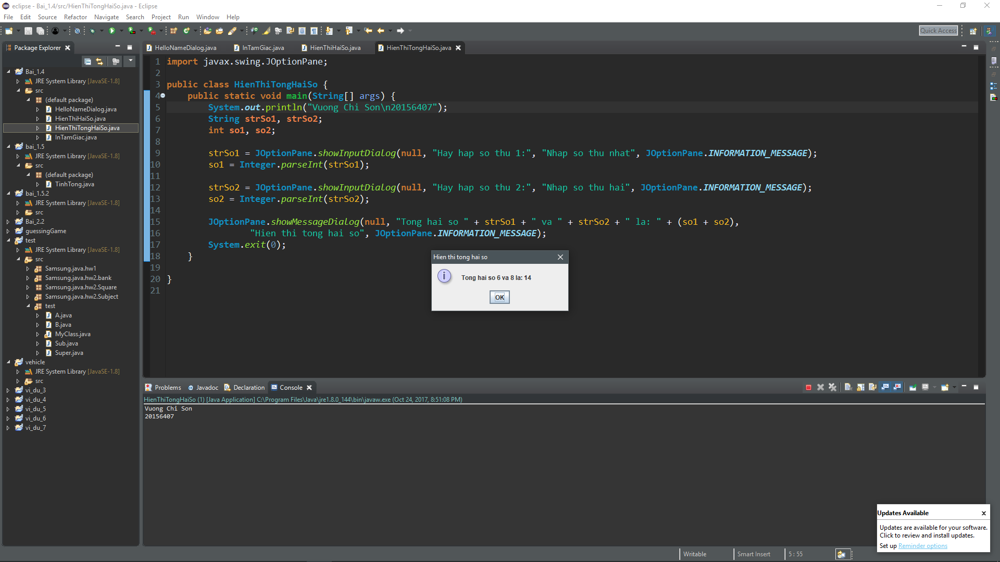 eclipse - Bai_1.4/src/HienThiTongHaiSo.java - Eclipse
File Edit Source Refactor Navigate Search Project Run Window Help
Quick Access
Package Explorer
Bai_1.4
JRE System Library [JavaSE-1.8]
src
(default package)
HelloNameDialog.java
HienThiHaiSo.java
HienThiTongHaiSo.java
InTamGiac.java
bai_1.5
JRE System Library [JavaSE-1.8]
src
(default package)
TinhTong.java
bai_1.5.2
JRE System Library [JavaSE-1.8]
src
Bai_2.2
guessingGame
test
JRE System Library [JavaSE-1.8]
src
Samsung.java.hw1
Samsung.java.hw2.bank
Samsung.java.hw2.Square
Samsung.java.hw2.Subject
test
A.java
B.java
MyClass.java
Sub.java
Super.java
vehicle
JRE System Library [JavaSE-1.8]
src
vi_du_3
vi_du_4
vi_du_5
vi_du_6
vi_du_7
HelloNameDialog.java InTamGiac.java HienThiHaiSo.java HienThiTongHaiSo.java
1 import javax.swing.JOptionPane;
2
3 public class HienThiTongHaiSo {
4 public static void main(String[] args) {
5 System.out.println("Vuong Chi Son\n20156407");
6 String strSo1, strSo2;
7 int so1, so2;
8
9 strSo1 = JOptionPane.showInputDialog(null, "Hay hap so thu 1:", "Nhap so thu nhat", JOptionPane.INFORMATION_MESSAGE);
10 so1 = Integer.parseInt(strSo1);
11
12 strSo2 = JOptionPane.showInputDialog(null, "Hay hap so thu 2:", "Nhap so thu hai", JOptionPane.INFORMATION_MESSAGE);
13 so2 = Integer.parseInt(strSo2);
14
15 JOptionPane.showMessageDialog(null, "Tong hai so " + strSo1 + " va " + strSo2 + " la: " + (so1 + so2),
16 "Hien thi tong hai so", JOptionPane.INFORMATION_MESSAGE);
17 System.exit(0);
18 }
19
20 }
21
Hien thi tong hai so
Tong hai so 6 va 8 la: 14
OK
Problems @ Javadoc Declaration Console
HienThiTongHaiSo (1) [Java Application] C:\Program Files\Java\jre1.8.0_144\bin\javaw.exe (Oct 24, 2017, 8:51:08 PM)
Vuong Chi Son
20156407
Updates Available
Updates are available for your software.
Click to review and install updates.
Set up Reminder options
Writable Smart Insert 5 : 55